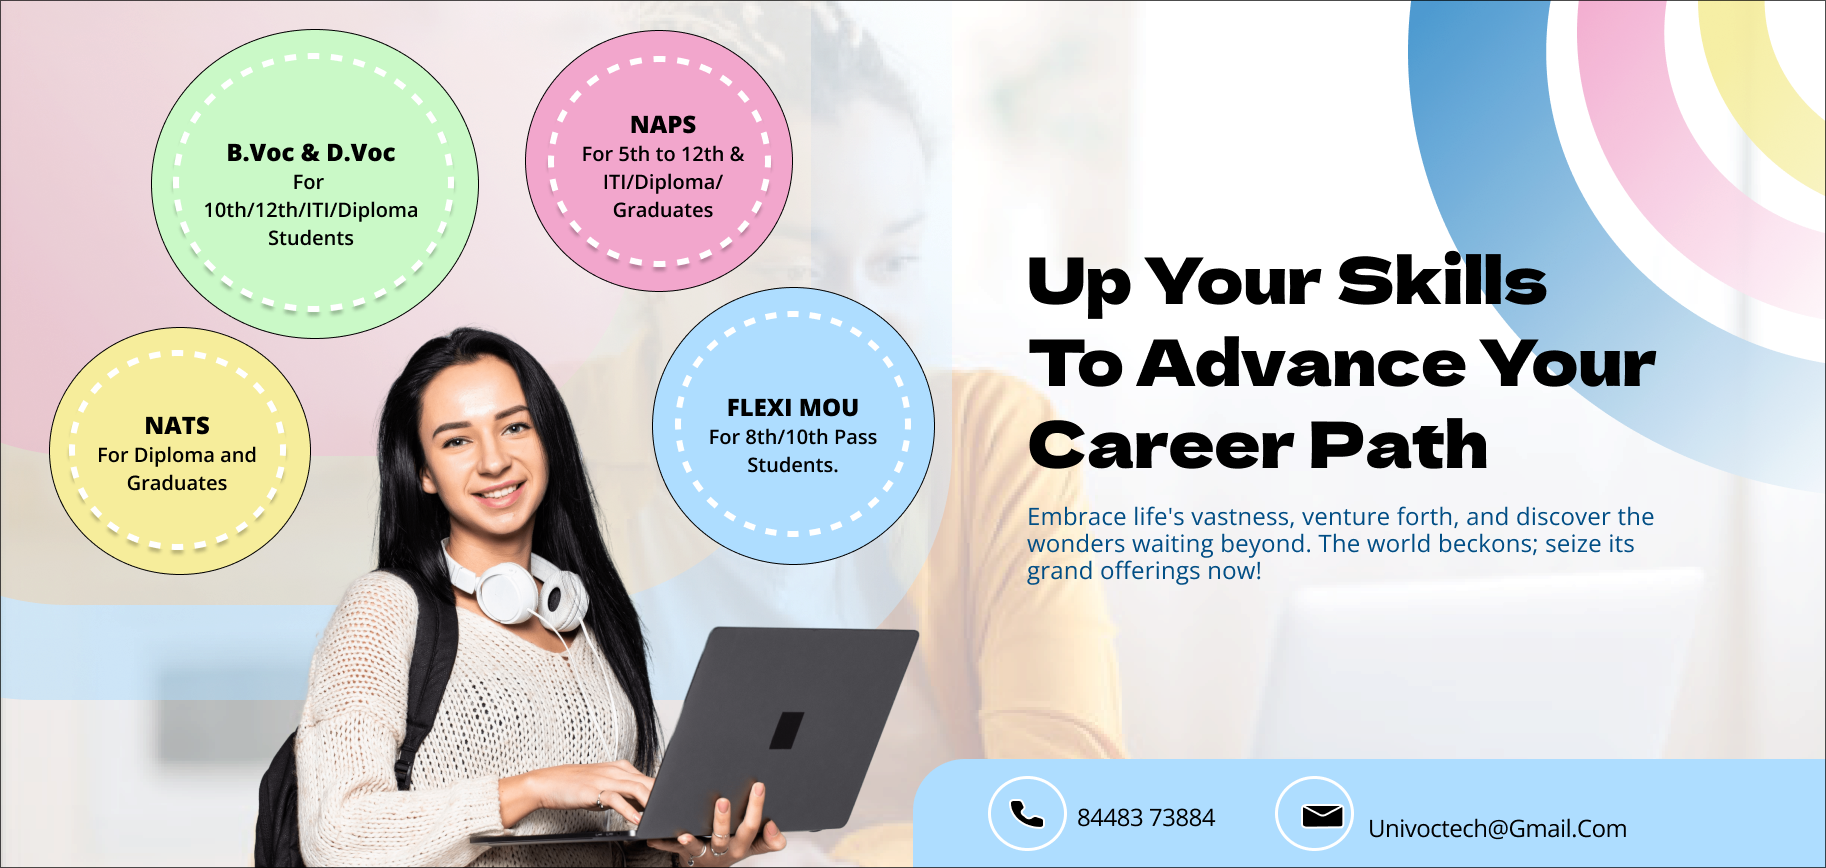 B.Voc & D.Voc
For
10th/12th/ITI/Diploma
Students
NAPS
For 5th to 12th &
ITI/Diploma/
Graduates
NATS
For Diploma and
Graduates
FLEXI MOU
For 8th/10th Pass
Students.
Up Your Skills
To Advance Your
Career Path
Embrace life's vastness, venture forth, and discover the
wonders waiting beyond. The world beckons; seize its
grand offerings now!
84483 73884
Univoctech@Gmail.Com